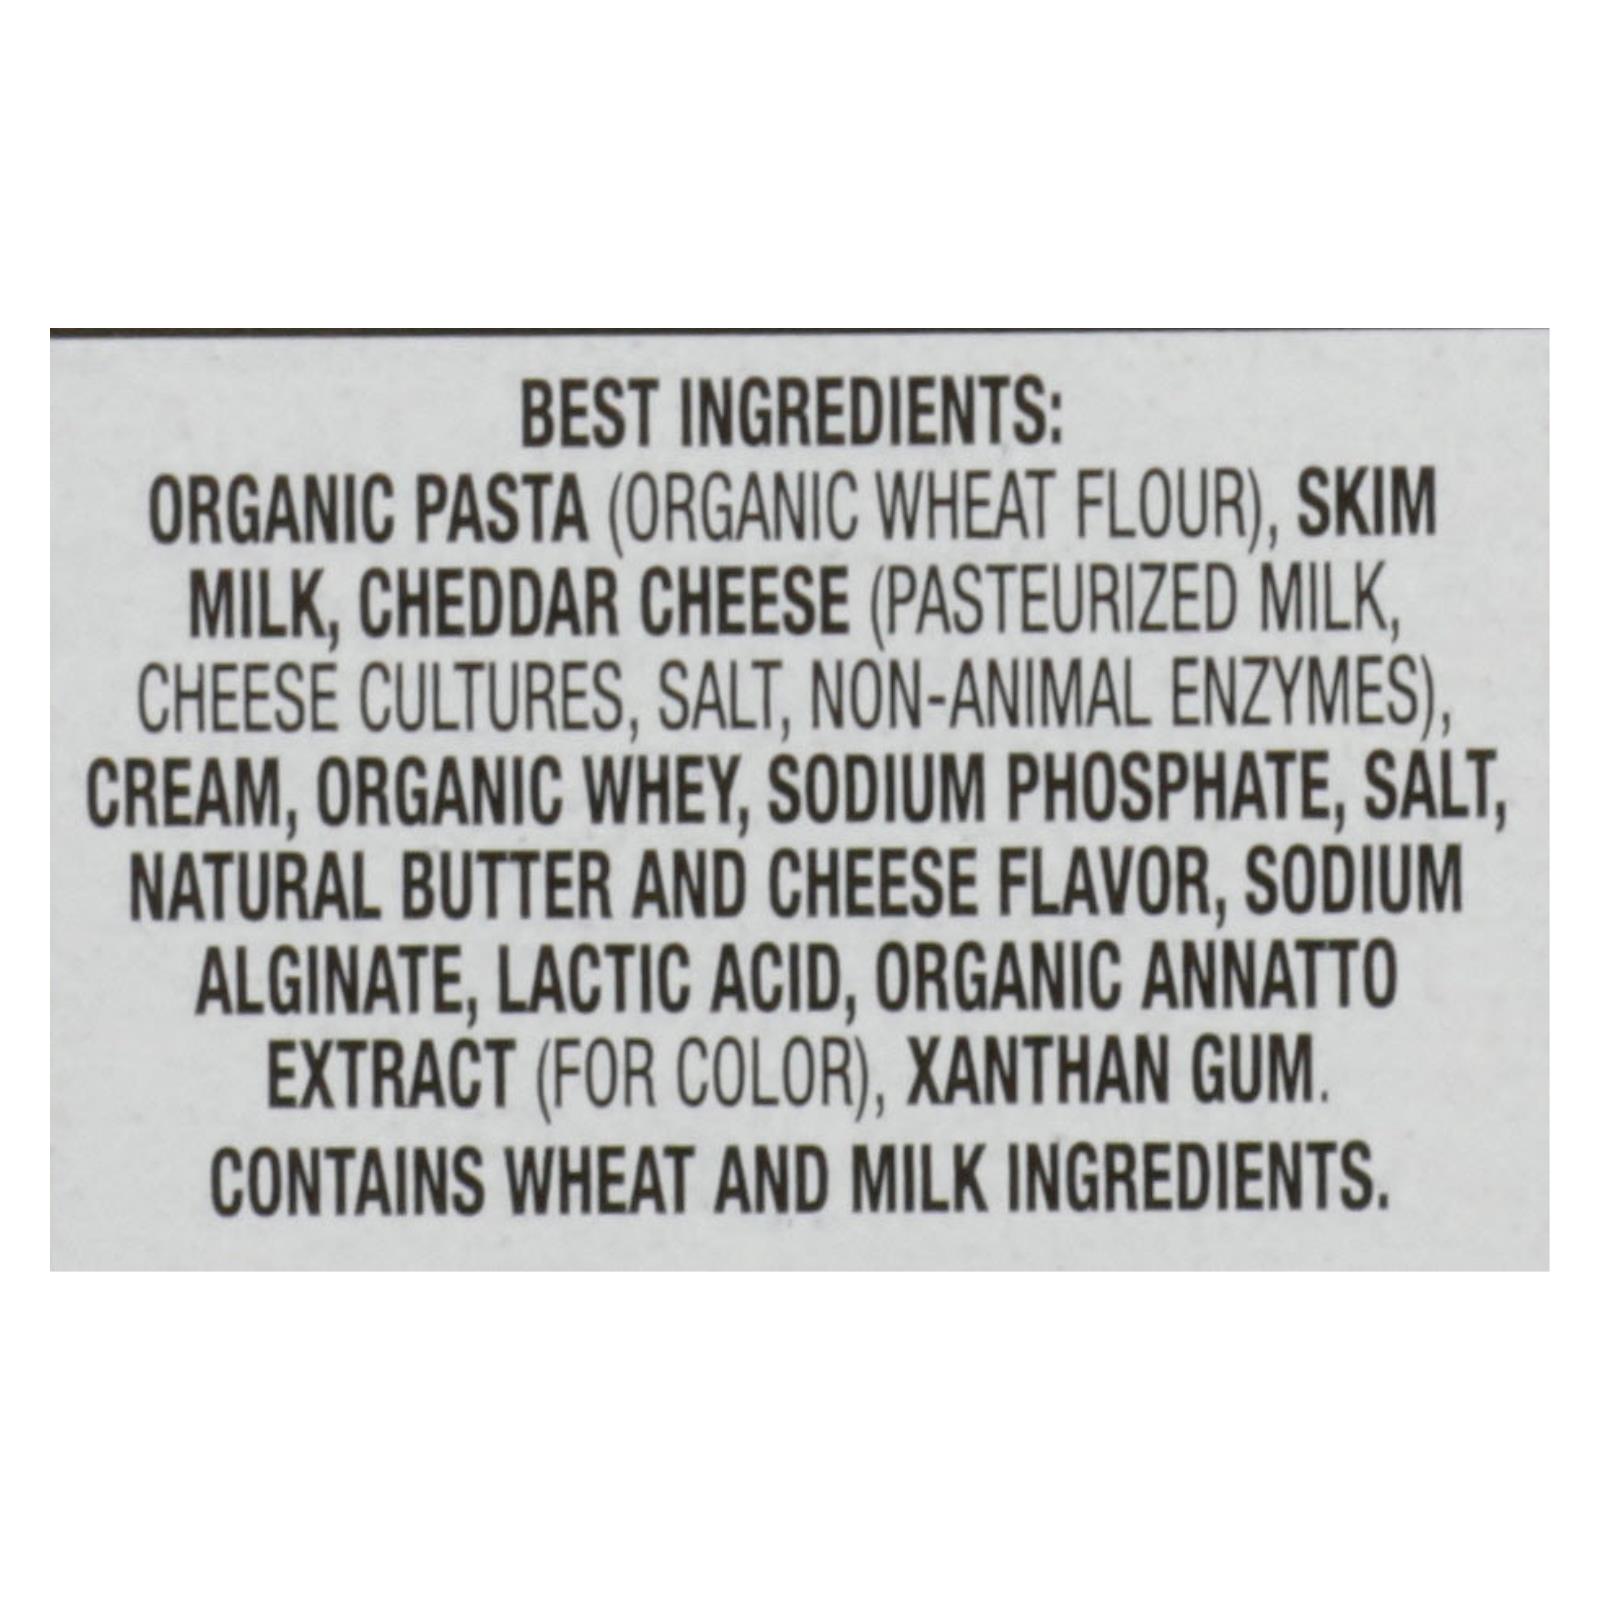 BEST INGREDIENTS:
ORGANIC PASTA (ORGANIC WHEAT FLOUR), SKIM
MILK, CHEDDAR CHEESE (PASTEURIZED MILK,
CHEESE CULTURES, SALT, NON-ANIMAL ENZYMES),
CREAM, ORGANIC WHEY, SODIUM PHOSPHATE, SALT,
NATURAL BUTTER AND CHEESE FLAVOR, SODIUM
ALGINATE, LACTIC ACID, ORGANIC ANNATTO
EXTRACT (FOR COLOR), XANTHAN GUM.
CONTAINS WHEAT AND MILK INGREDIENTS.